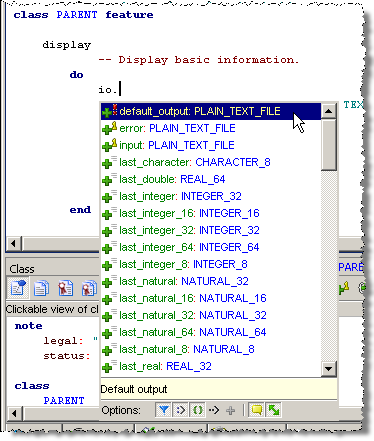 class PARENT feature
display
-- Display basic information.
do
io.
default_output: PLAIN_TEXT_FILE
TEX
error: PLAIN_TEXT_FILE
input: PLAIN_TEXT_FILE
last_character: CHARACTER_8
last_double: REAL_64
last_integer: INTEGER_32
last_integer_16: INTEGER_16
last_integer_32: INTEGER_32
last_integer_64: INTEGER_64
end
last_integer_8: INTEGER_8
last_natural: NATURAL_32
Class
PARE
last_natural_16: NATURAL_16
last_natural_32: NATURAL_32
Clickable view of cl
last_natural_64: NATURAL_64
note
last_natural_8: NATURAL_8
legal: "
last_real: REAL_32
status:
Default output
class
PARENT
Options: